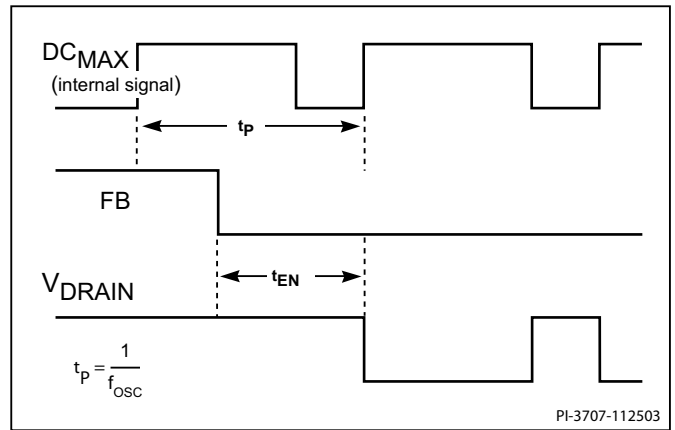 DCMAX
(internal signal)
tP
FB
tEN
VDRAIN
tP = 1/fOSC
PI-3707-112503